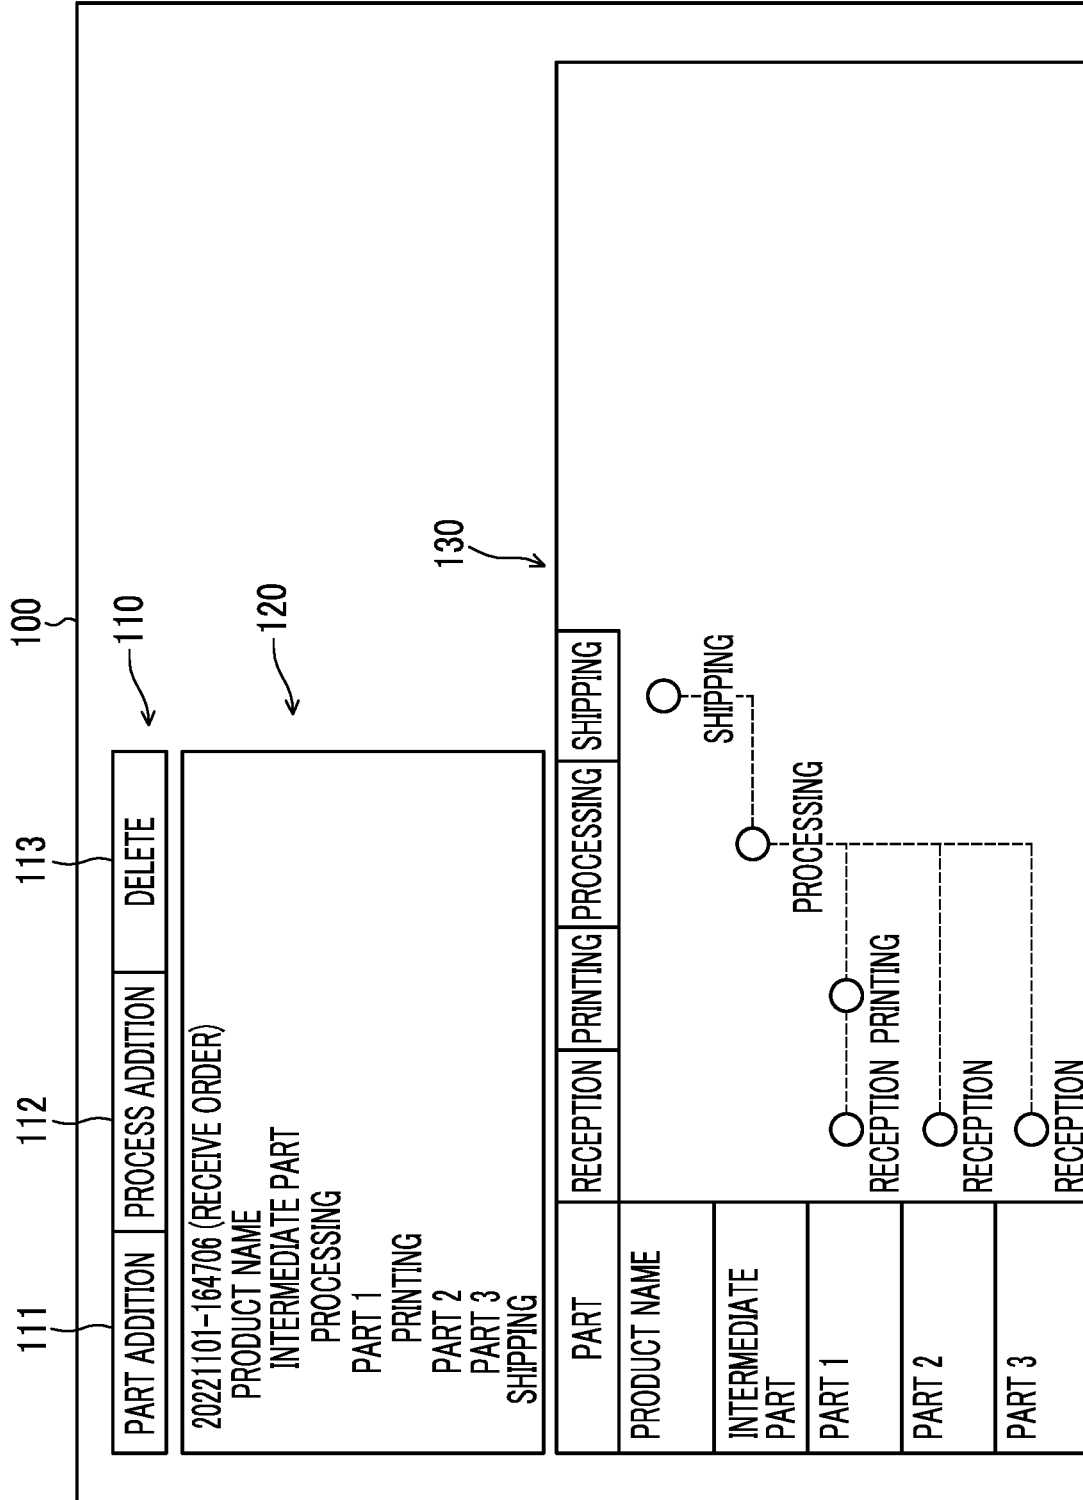 100
111
112
113
110
PART ADDITION
PROCESS ADDITION
DELETE
120
20221101-164706 (RECEIVE ORDER)
PRODUCT NAME
INTERMEDIATE PART
PROCESSING
PART 1
PRINTING
PART 2
PART 3
SHIPPING
130
PART
RECEPTION
PRINTING
PROCESSING
SHIPPING
PRODUCT NAME
SHIPPING
INTERMEDIATE
PART
PROCESSING
PART 1
RECEPTION
PRINTING
PART 2
RECEPTION
PART 3
RECEPTION